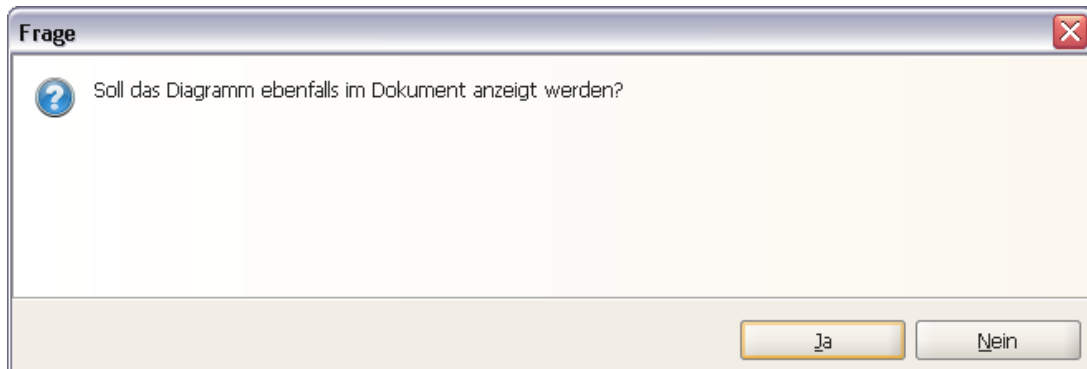 Frage
Soll das Diagramm ebenfalls im Dokument anzeigt werden?
Ja
Nein